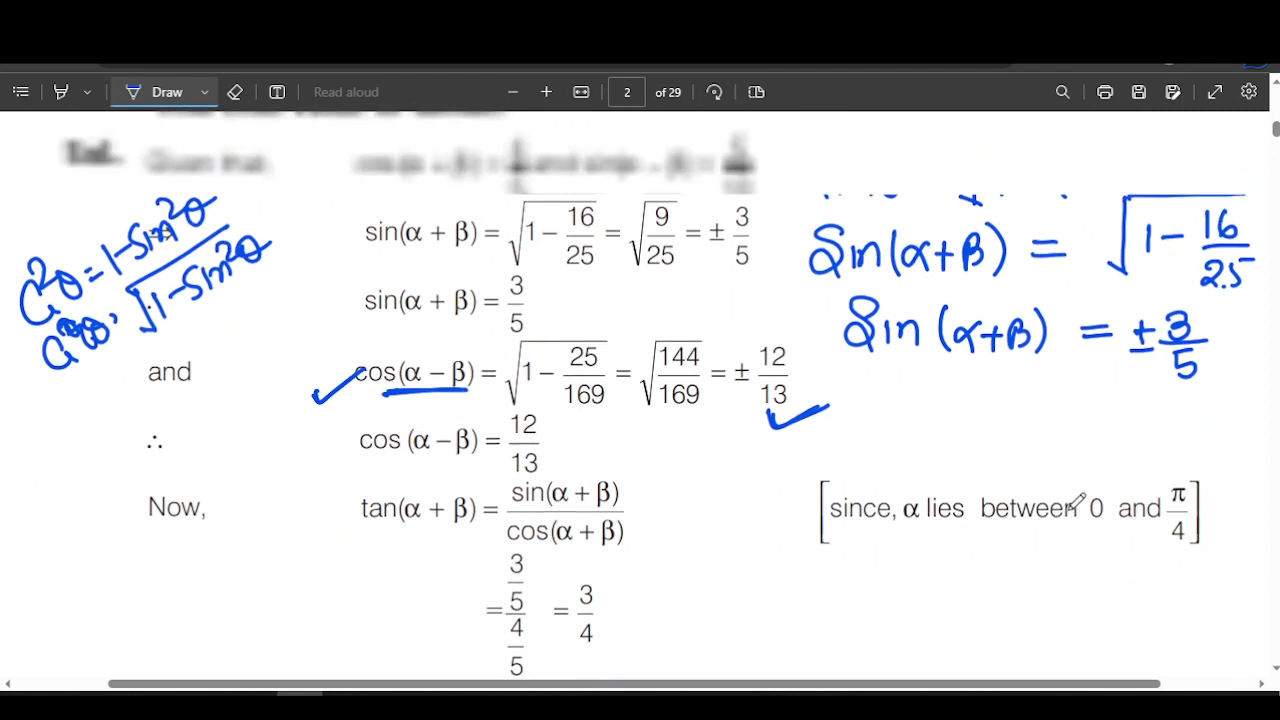 Draw
Read aloud
2 of 29
Given that,
sin(α + β) = √(1 − 16/25) = √(9/25) = ± 3/5
sin(α + β) = 3/5
and cos(α − β) = √(1 − 25/169) = √(144/169) = ± 12/13
∴ cos (α − β) = 12/13
Now, tan(α + β) = sin(α + β)/cos(α + β) [since, α lies between 0 and π/4]
= (3/5)/(4/5) = 3/4
Sin(α+β) = √(1 − 16/25)
Sin (α+β) = ± 3/5
1-Sin²θ
√1-Sin²θ